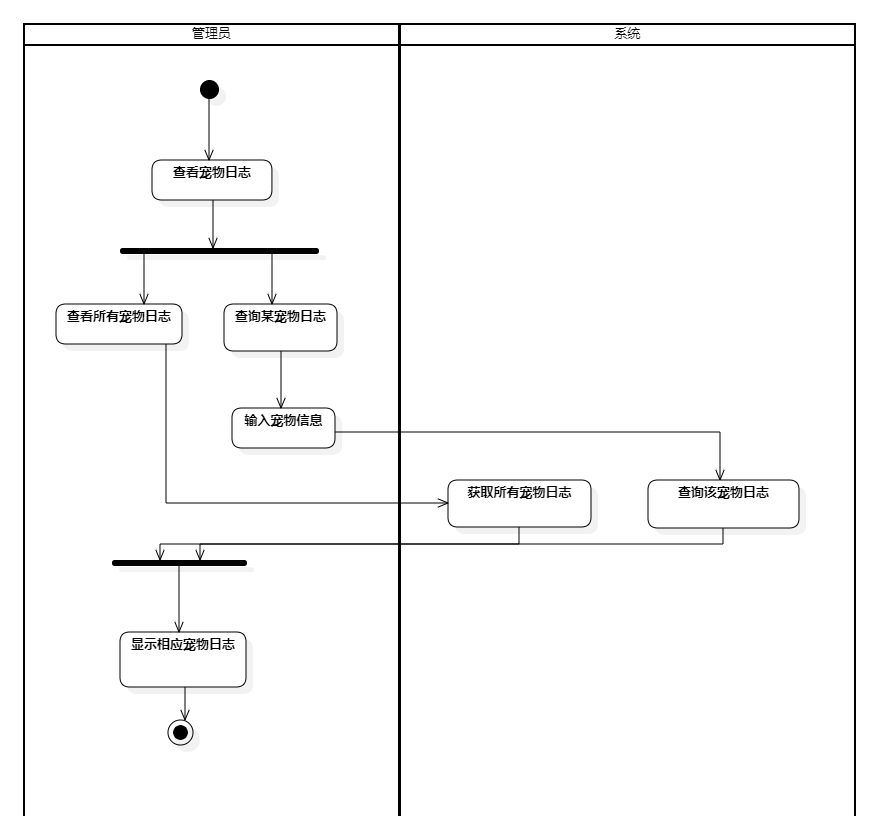 管理员
系统
查看宠物日志
查看所有宠物日志
查询某宠物日志
输入宠物信息
获取所有宠物日志
查询该宠物日志
显示相应宠物日志